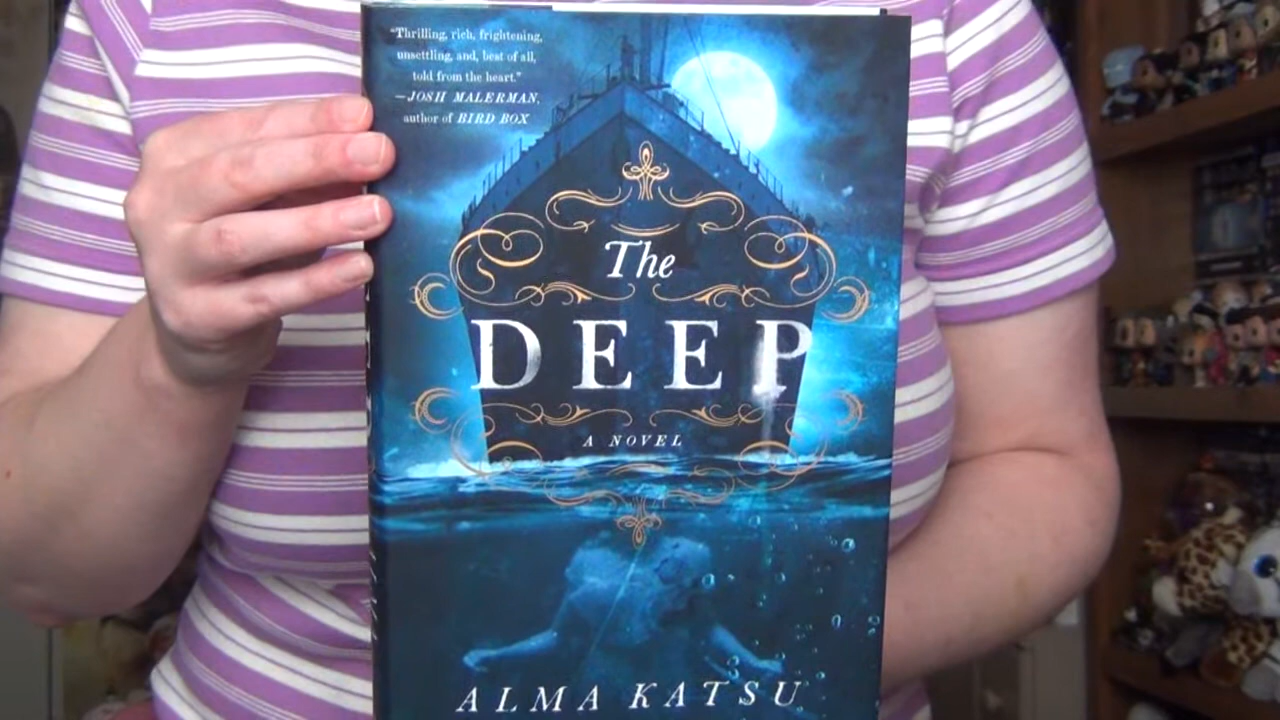 "Thrilling, rich, frightening,
unsettling, and, best of all,
told from the heart."
—JOSH MALERMAN,
author of BIRD BOX
The
DEEP
A NOVEL
ALMA KATSU